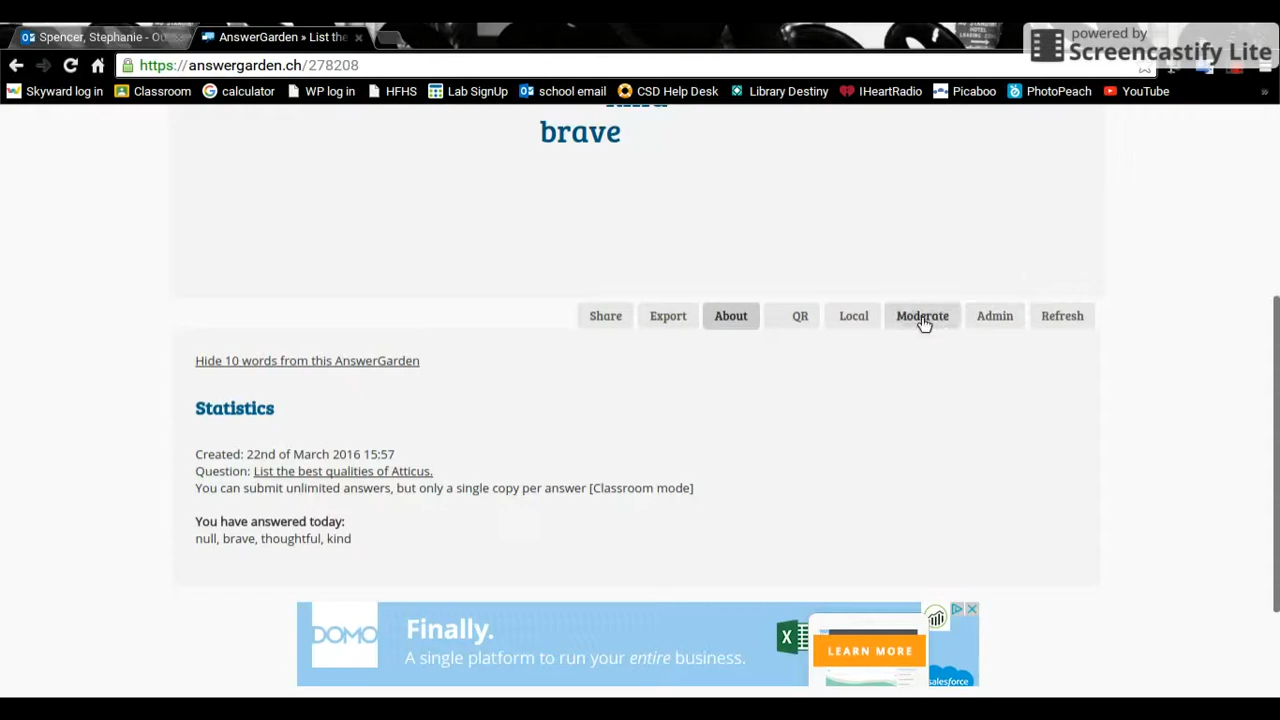 powered by
Screencastify Lite
Spencer, Stephanie - Ou
AnswerGarden » List the
https://answergarden.ch/278208
Skyward log in Classroom calculator WP log in HFHS Lab SignUp school email CSD Help Desk Library Destiny IHeartRadio Picaboo PhotoPeach YouTube »
kind
brave
Share Export About QR Local Moderate Admin Refresh
Hide 10 words from this AnswerGarden
Statistics
Created: 22nd of March 2016 15:57
Question: List the best qualities of Atticus.
You can submit unlimited answers, but only a single copy per answer [Classroom mode]
You have answered today:
null, brave, thoughtful, kind
DOMO
Finally.
A single platform to run your entire business.
LEARN MORE
salesforce